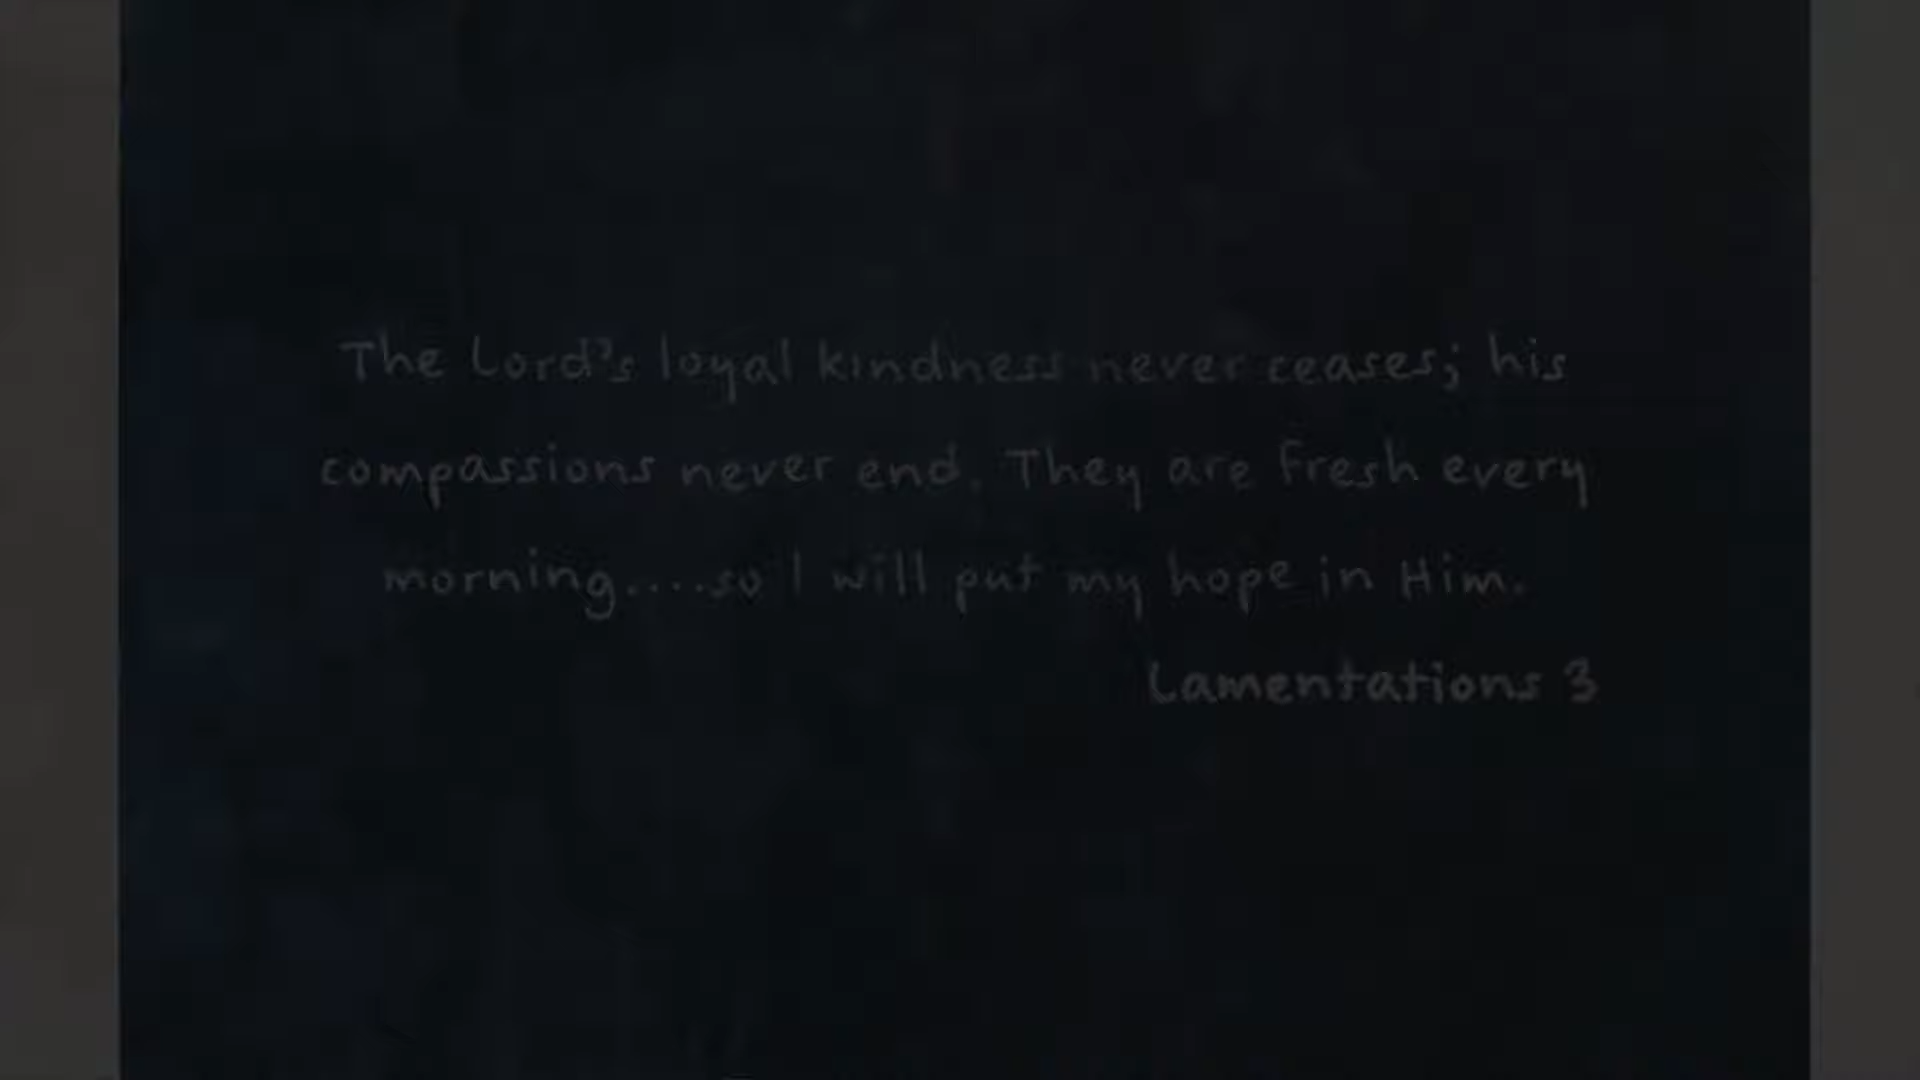 The Lord's loyal kindness never ceases; his
compassions never end. They are fresh every
morning....so I will put my hope in Him.
Lamentations 3